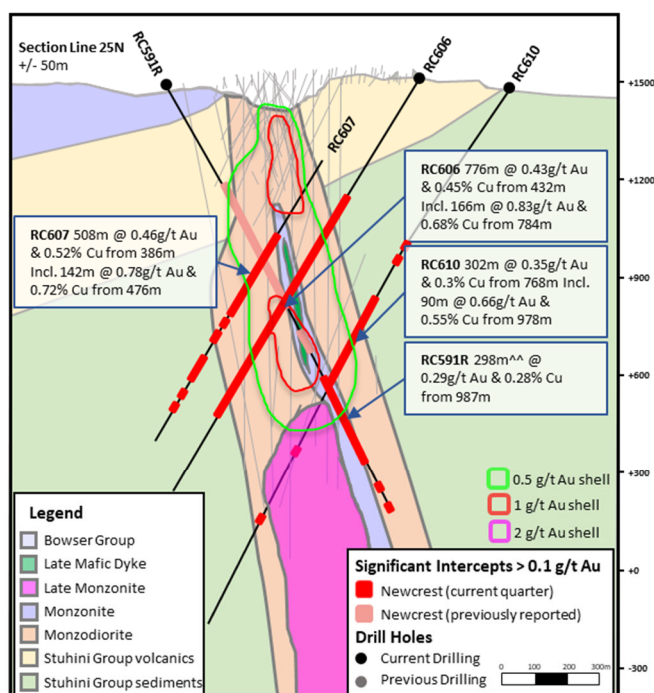 Section Line 25N
+/- 50m
RC591R
RC607
RC606
RC610
+1500
+1200
+900
+600
+300
+0
-300
RC606 776m @ 0.43g/t Au
& 0.45% Cu from 432m
Incl. 166m @ 0.83g/t Au &
0.68% Cu from 784m
RC607 508m @ 0.46g/t Au
& 0.52% Cu from 386m
Incl. 142m @ 0.78g/t Au &
0.72% Cu from 476m
RC610 302m @ 0.35g/t Au
& 0.3% Cu from 768m Incl.
90m @ 0.66g/t Au &
0.55% Cu from 978m
RC591R 298m^^ @
0.29g/t Au & 0.28% Cu
from 987m
0.5 g/t Au shell
1 g/t Au shell
2 g/t Au shell
Legend
Bowser Group
Late Mafic Dyke
Late Monzonite
Monzonite
Monzodiorite
Stuhini Group volcanics
Stuhini Group sediments
Significant Intercepts > 0.1 g/t Au
Newcrest (current quarter)
Newcrest (previously reported)
Drill Holes
Current Drilling
Previous Drilling
0 100 200 300m